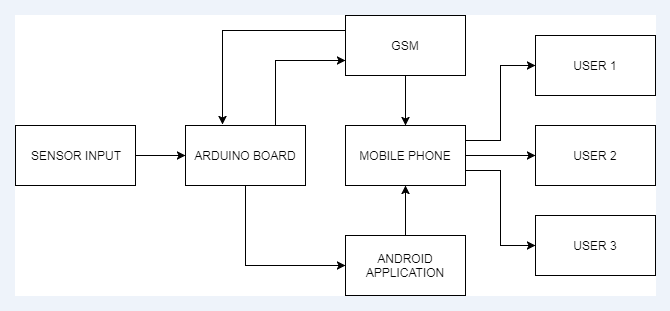 GSM
USER 1
SENSOR INPUT
ARDUINO BOARD
MOBILE PHONE
USER 2
ANDROID
APPLICATION
USER 3